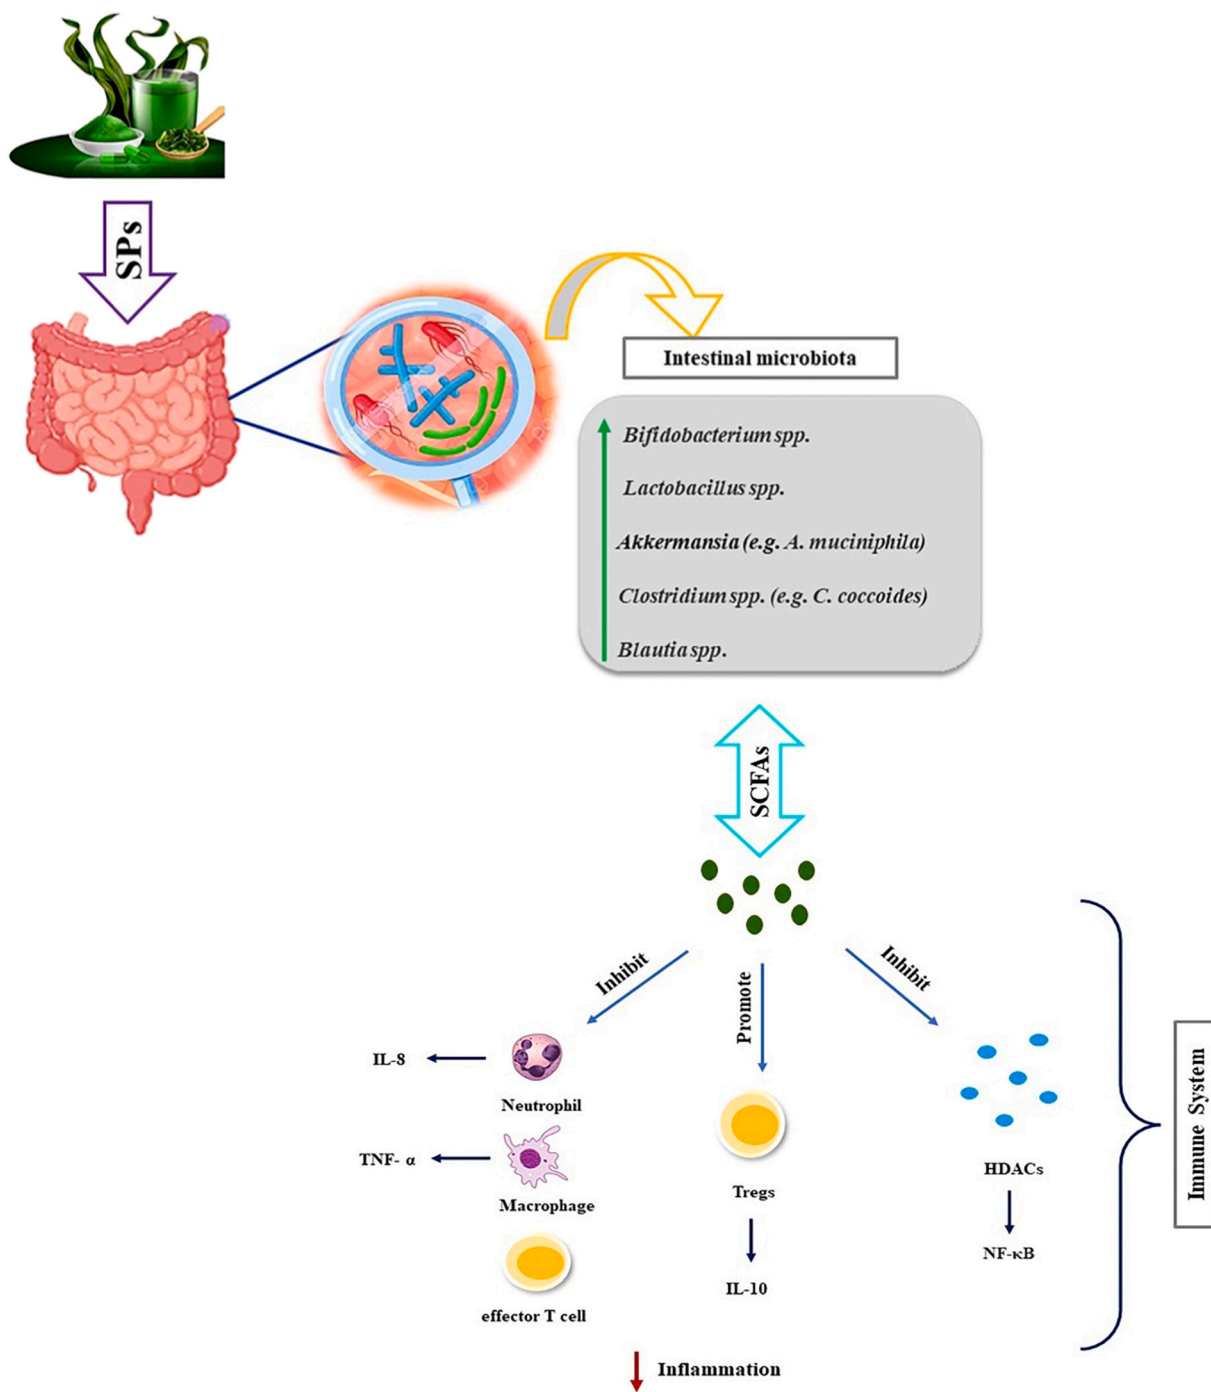 SPs
Intestinal microbiota
Bifidobacterium spp.
Lactobacillus spp.
Akkermansia (e.g. A. muciniphila)
Clostridium spp. (e.g. C. coccoides)
Blautia spp.
SCFAs
Inhibit
Promote
Inhibit
IL-8
Neutrophil
TNF- α
Macrophage
effector T cell
Tregs
IL-10
HDACs
NF-κB
Immune System
Inflammation